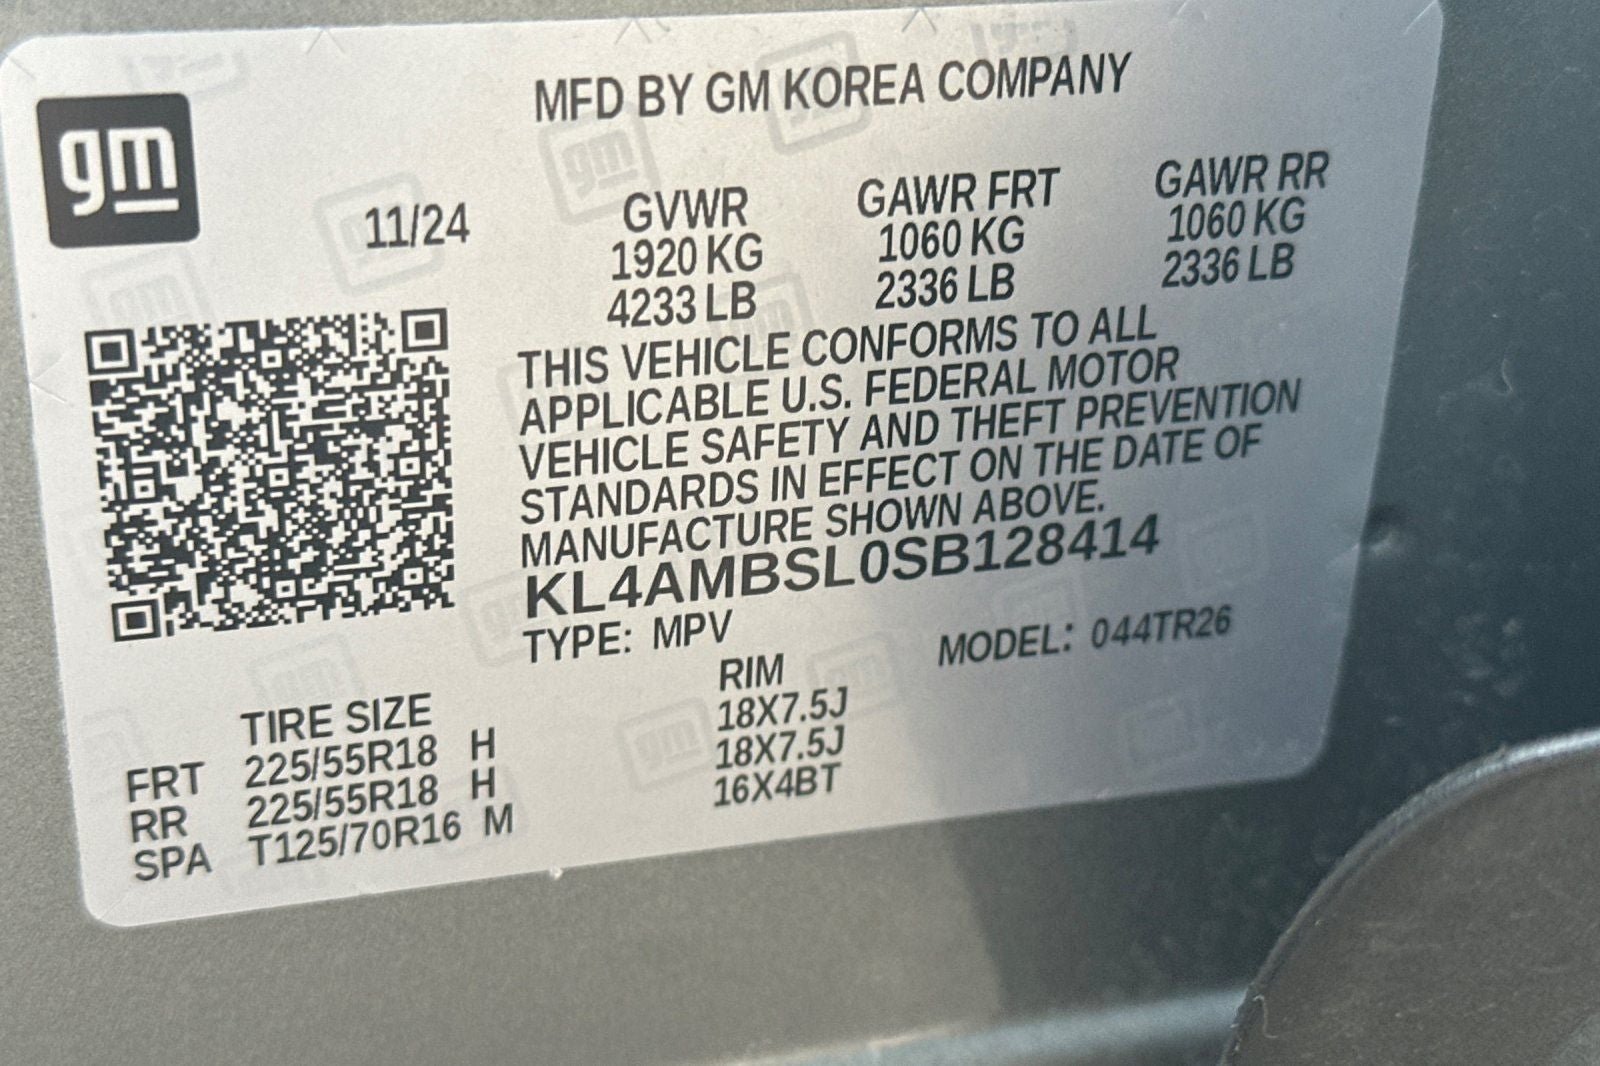 gm
MFD BY GM KOREA COMPANY
11/24
GVWR GAWR FRT GAWR RR
1920 KG 1060 KG 1060 KG
4233 LB 2336 LB 2336 LB
THIS VEHICLE CONFORMS TO ALL
APPLICABLE U.S. FEDERAL MOTOR
VEHICLE SAFETY AND THEFT PREVENTION
STANDARDS IN EFFECT ON THE DATE OF
MANUFACTURE SHOWN ABOVE.
KL4AMBSL0SB128414
TYPE: MPV MODEL: 044TR26
TIRE SIZE RIM
FRT 225/55R18 H 18X7.5J
RR 225/55R18 H 18X7.5J
SPA T125/70R16 M 16X4BT